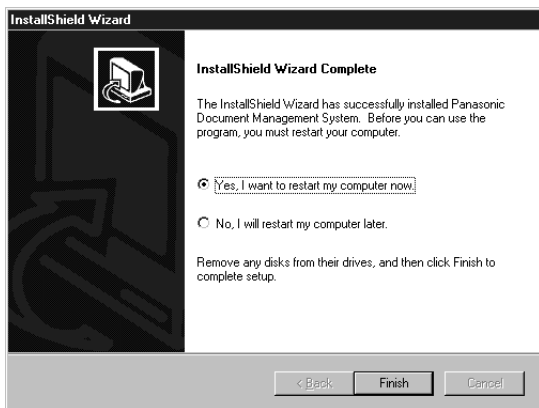 InstallShield Wizard
InstallShield Wizard Complete
The InstallShield Wizard has successfully installed Panasonic
Document Management System. Before you can use the
program, you must restart your computer.
Yes, I want to restart my computer now.
No, I will restart my computer later.
Remove any disks from their drives, and then click Finish to
complete setup.
< Back Finish Cancel